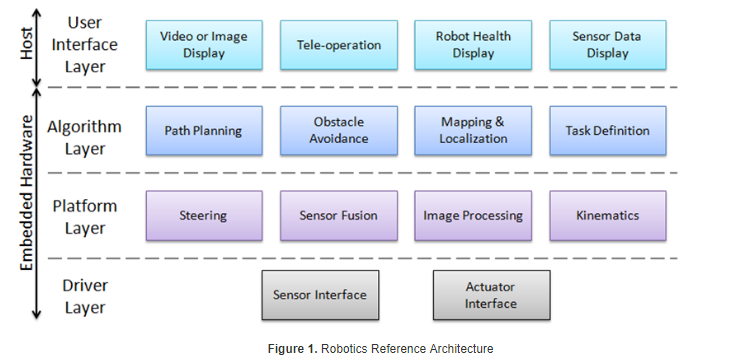 Host
User
Interface
Layer
Video or Image
Display
Tele-operation
Robot Health
Display
Sensor Data
Display
Embedded Hardware
Algorithm
Layer
Path Planning
Obstacle
Avoidance
Mapping &
Localization
Task Definition
Platform
Layer
Steering
Sensor Fusion
Image Processing
Kinematics
Driver
Layer
Sensor Interface
Actuator
Interface
Figure 1. Robotics Reference Architecture